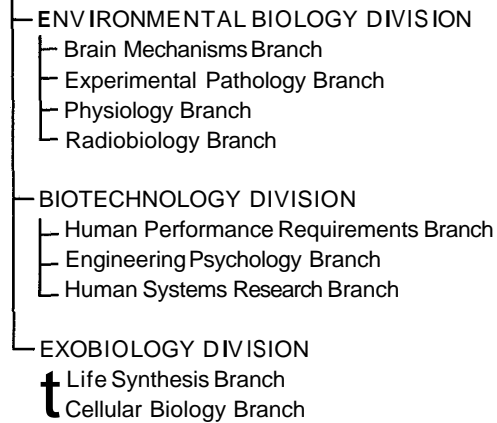 ENVIRONMENTAL BIOLOGY DIVISION
Brain Mechanisms Branch
Experimental Pathology Branch
Physiology Branch
Radiobiology Branch
BIOTECHNOLOGY DIVISION
Human Performance Requirements Branch
Engineering Psychology Branch
Human Systems Research Branch
EXOBIOLOGY DIVISION
Life Synthesis Branch
Cellular Biology Branch